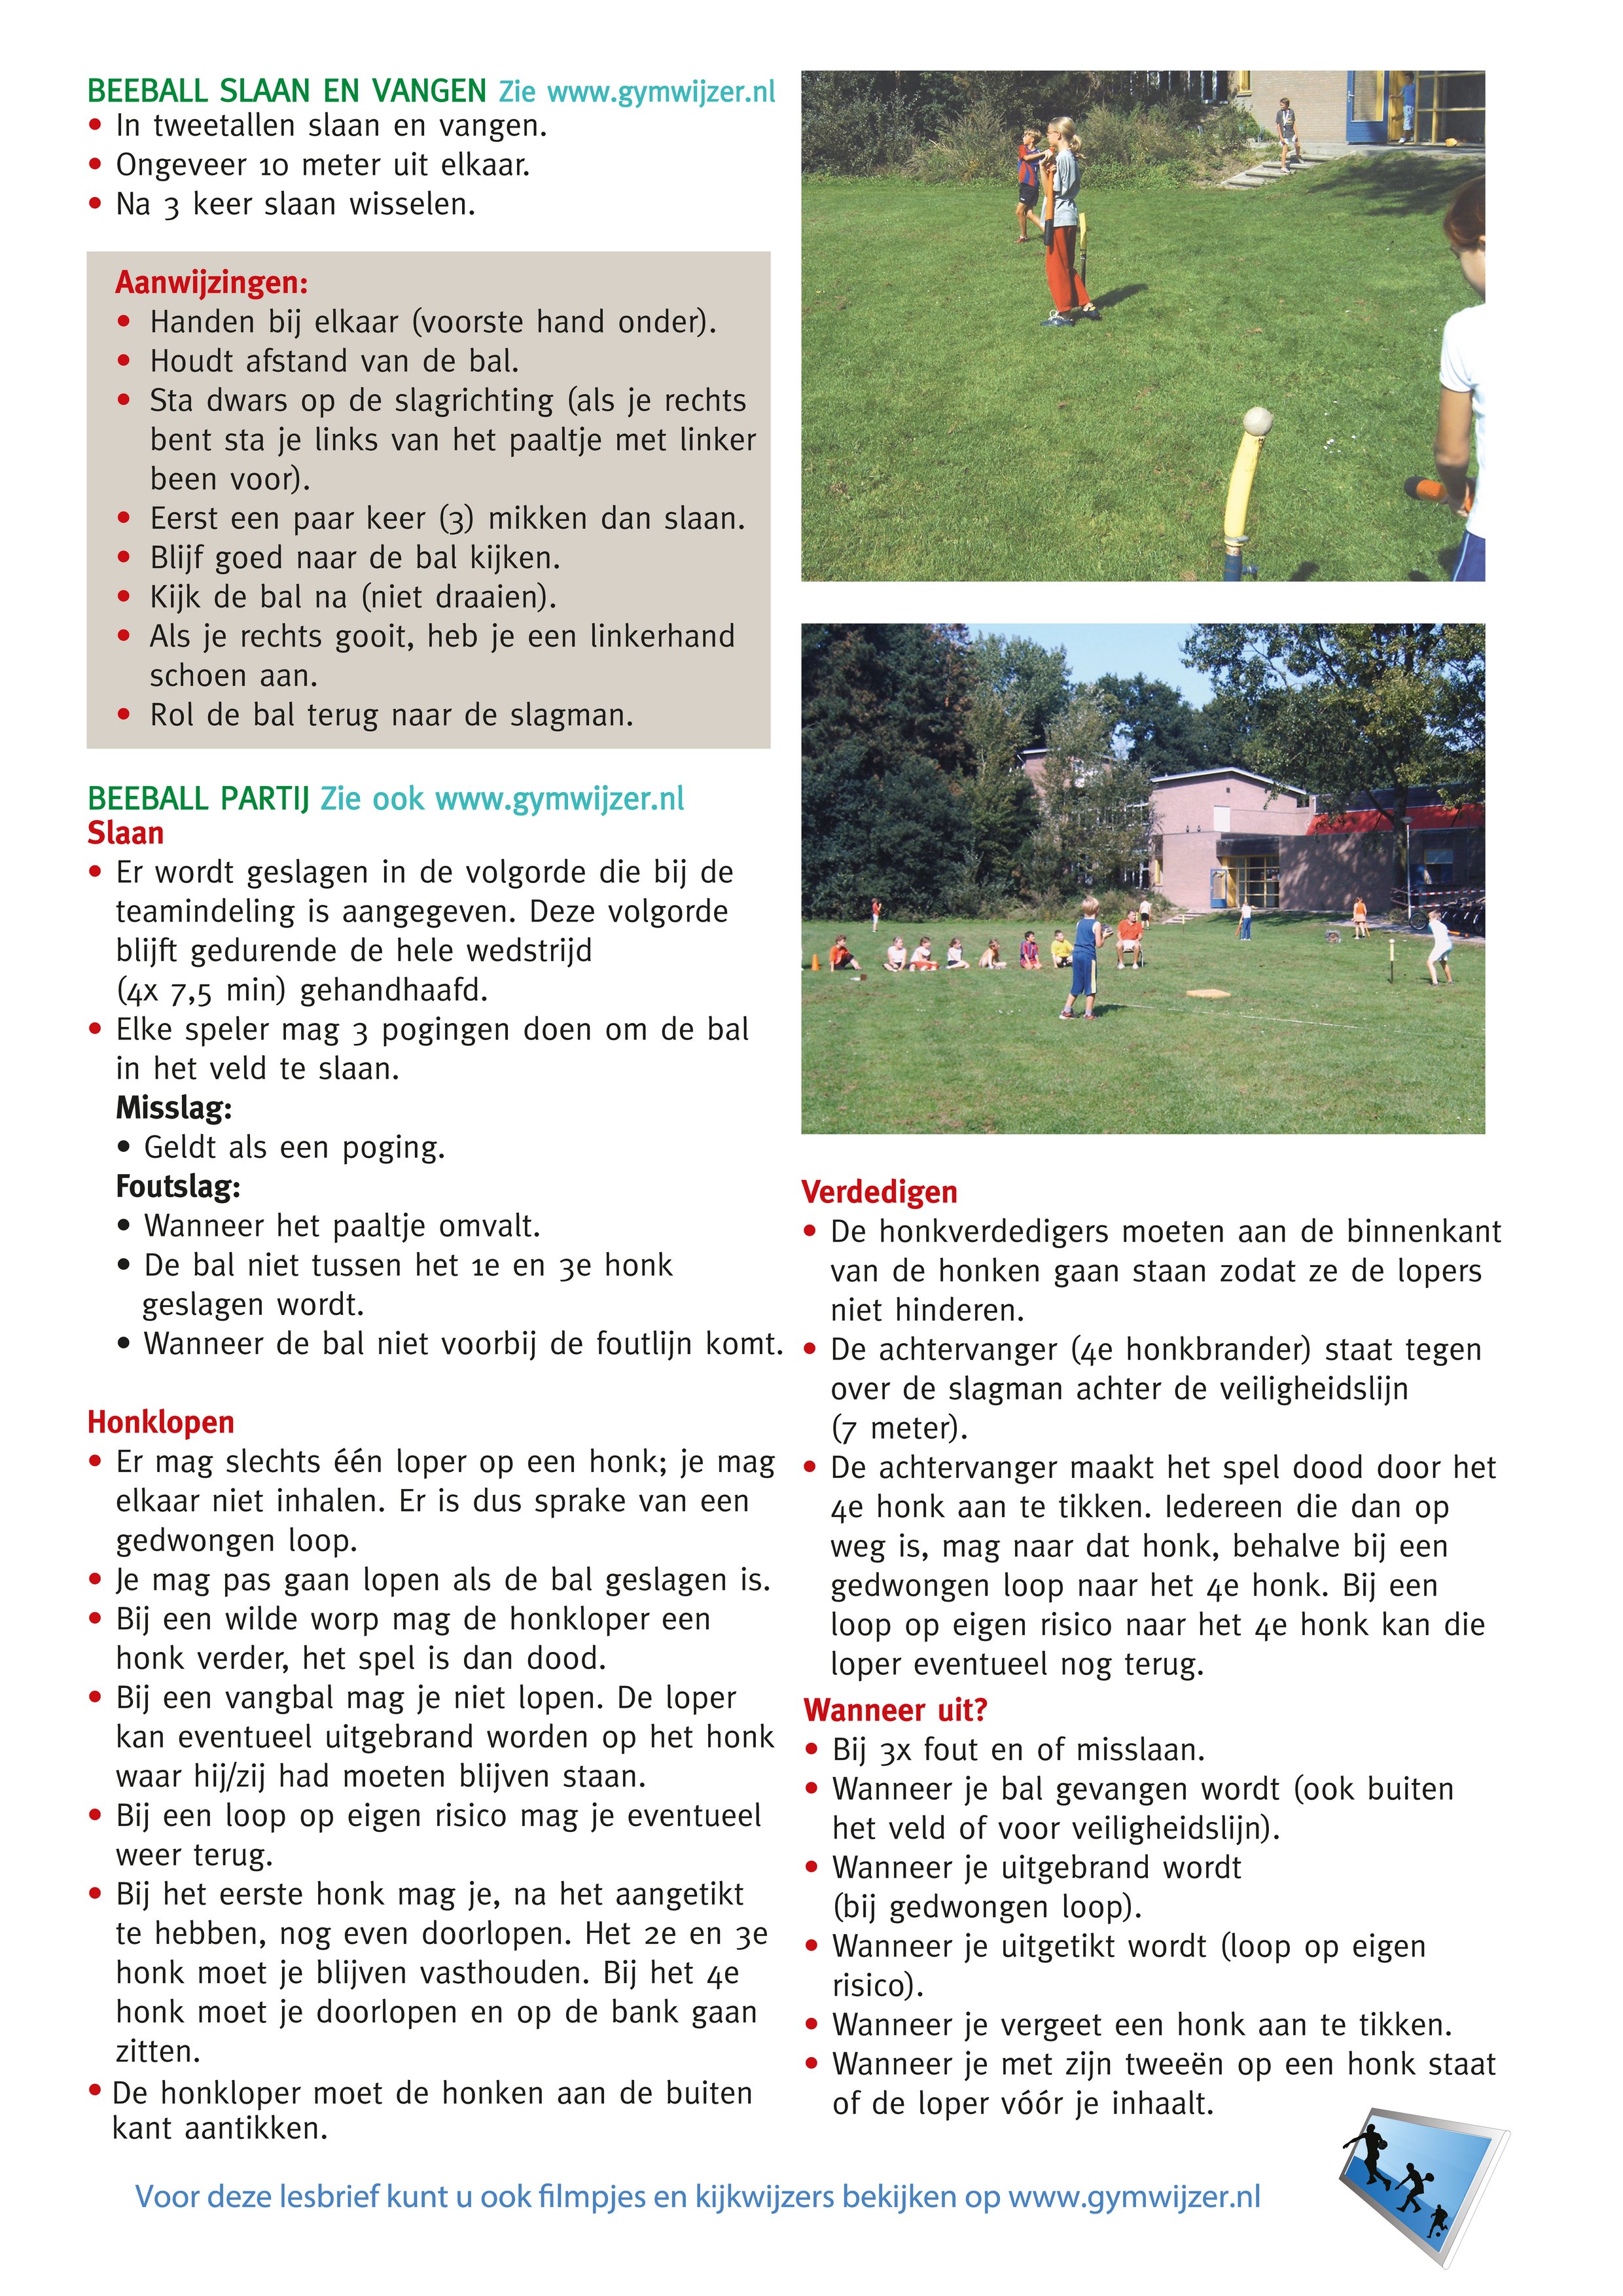 BEEBALL SLAAN EN VANGEN Zie www.gymwijzer.nl
• In tweetallen slaan en vangen.
• Ongeveer 10 meter uit elkaar.
• Na 3 keer slaan wisselen.
Aanwijzingen:
• Handen bij elkaar (voorste hand onder).
• Houdt afstand van de bal.
• Sta dwars op de slagrichting (als je rechts
bent sta je links van het paaltje met linker
been voor).
• Eerst een paar keer (3) mikken dan slaan.
• Blijf goed naar de bal kijken.
• Kijk de bal na (niet draaien).
• Als je rechts gooit, heb je een linkerhand
schoen aan.
• Rol de bal terug naar de slagman.
BEEBALL PARTIJ Zie ook www.gymwijzer.nl
Slaan
• Er wordt geslagen in de volgorde die bij de
teamindeling is aangegeven. Deze volgorde
blijft gedurende de hele wedstrijd
(4x 7,5 min) gehandhaafd.
• Elke speler mag 3 pogingen doen om de bal
in het veld te slaan.
Misslag:
• Geldt als een poging.
Foutslag:
• Wanneer het paaltje omvalt.
• De bal niet tussen het 1e en 3e honk
geslagen wordt.
• Wanneer de bal niet voorbij de foutlijn komt.
Honklopen
• Er mag slechts één loper op een honk; je mag
elkaar niet inhalen. Er is dus sprake van een
gedwongen loop.
• Je mag pas gaan lopen als de bal geslagen is.
• Bij een wilde worp mag de honkloper een
honk verder, het spel is dan dood.
• Bij een vangbal mag je niet lopen. De loper
kan eventueel uitgebrand worden op het honk
waar hij/zij had moeten blijven staan.
• Bij een loop op eigen risico mag je eventueel
weer terug.
• Bij het eerste honk mag je, na het aangetikt
te hebben, nog even doorlopen. Het 2e en 3e
honk moet je blijven vasthouden. Bij het 4e
honk moet je doorlopen en op de bank gaan
zitten.
• De honkloper moet de honken aan de buiten
kant aantikken.
Verdedigen
• De honkverdedigers moeten aan de binnenkant
van de honken gaan staan zodat ze de lopers
niet hinderen.
• De achtervanger (4e honkbrander) staat tegen
over de slagman achter de veiligheidslijn
(7 meter).
• De achtervanger maakt het spel dood door het
4e honk aan te tikken. Iedereen die dan op
weg is, mag naar dat honk, behalve bij een
gedwongen loop naar het 4e honk. Bij een
loop op eigen risico naar het 4e honk kan die
loper eventueel nog terug.
Wanneer uit?
• Bij 3x fout en of misslaan.
• Wanneer je bal gevangen wordt (ook buiten
het veld of voor veiligheidslijn).
• Wanneer je uitgebrand wordt
(bij gedwongen loop).
• Wanneer je uitgetikt wordt (loop op eigen
risico).
• Wanneer je vergeet een honk aan te tikken.
• Wanneer je met zijn tweeën op een honk staat
of de loper vóór je inhaalt.
Voor deze lesbrief kunt u ook filmpjes en kijkwijzers bekijken op www.gymwijzer.nl